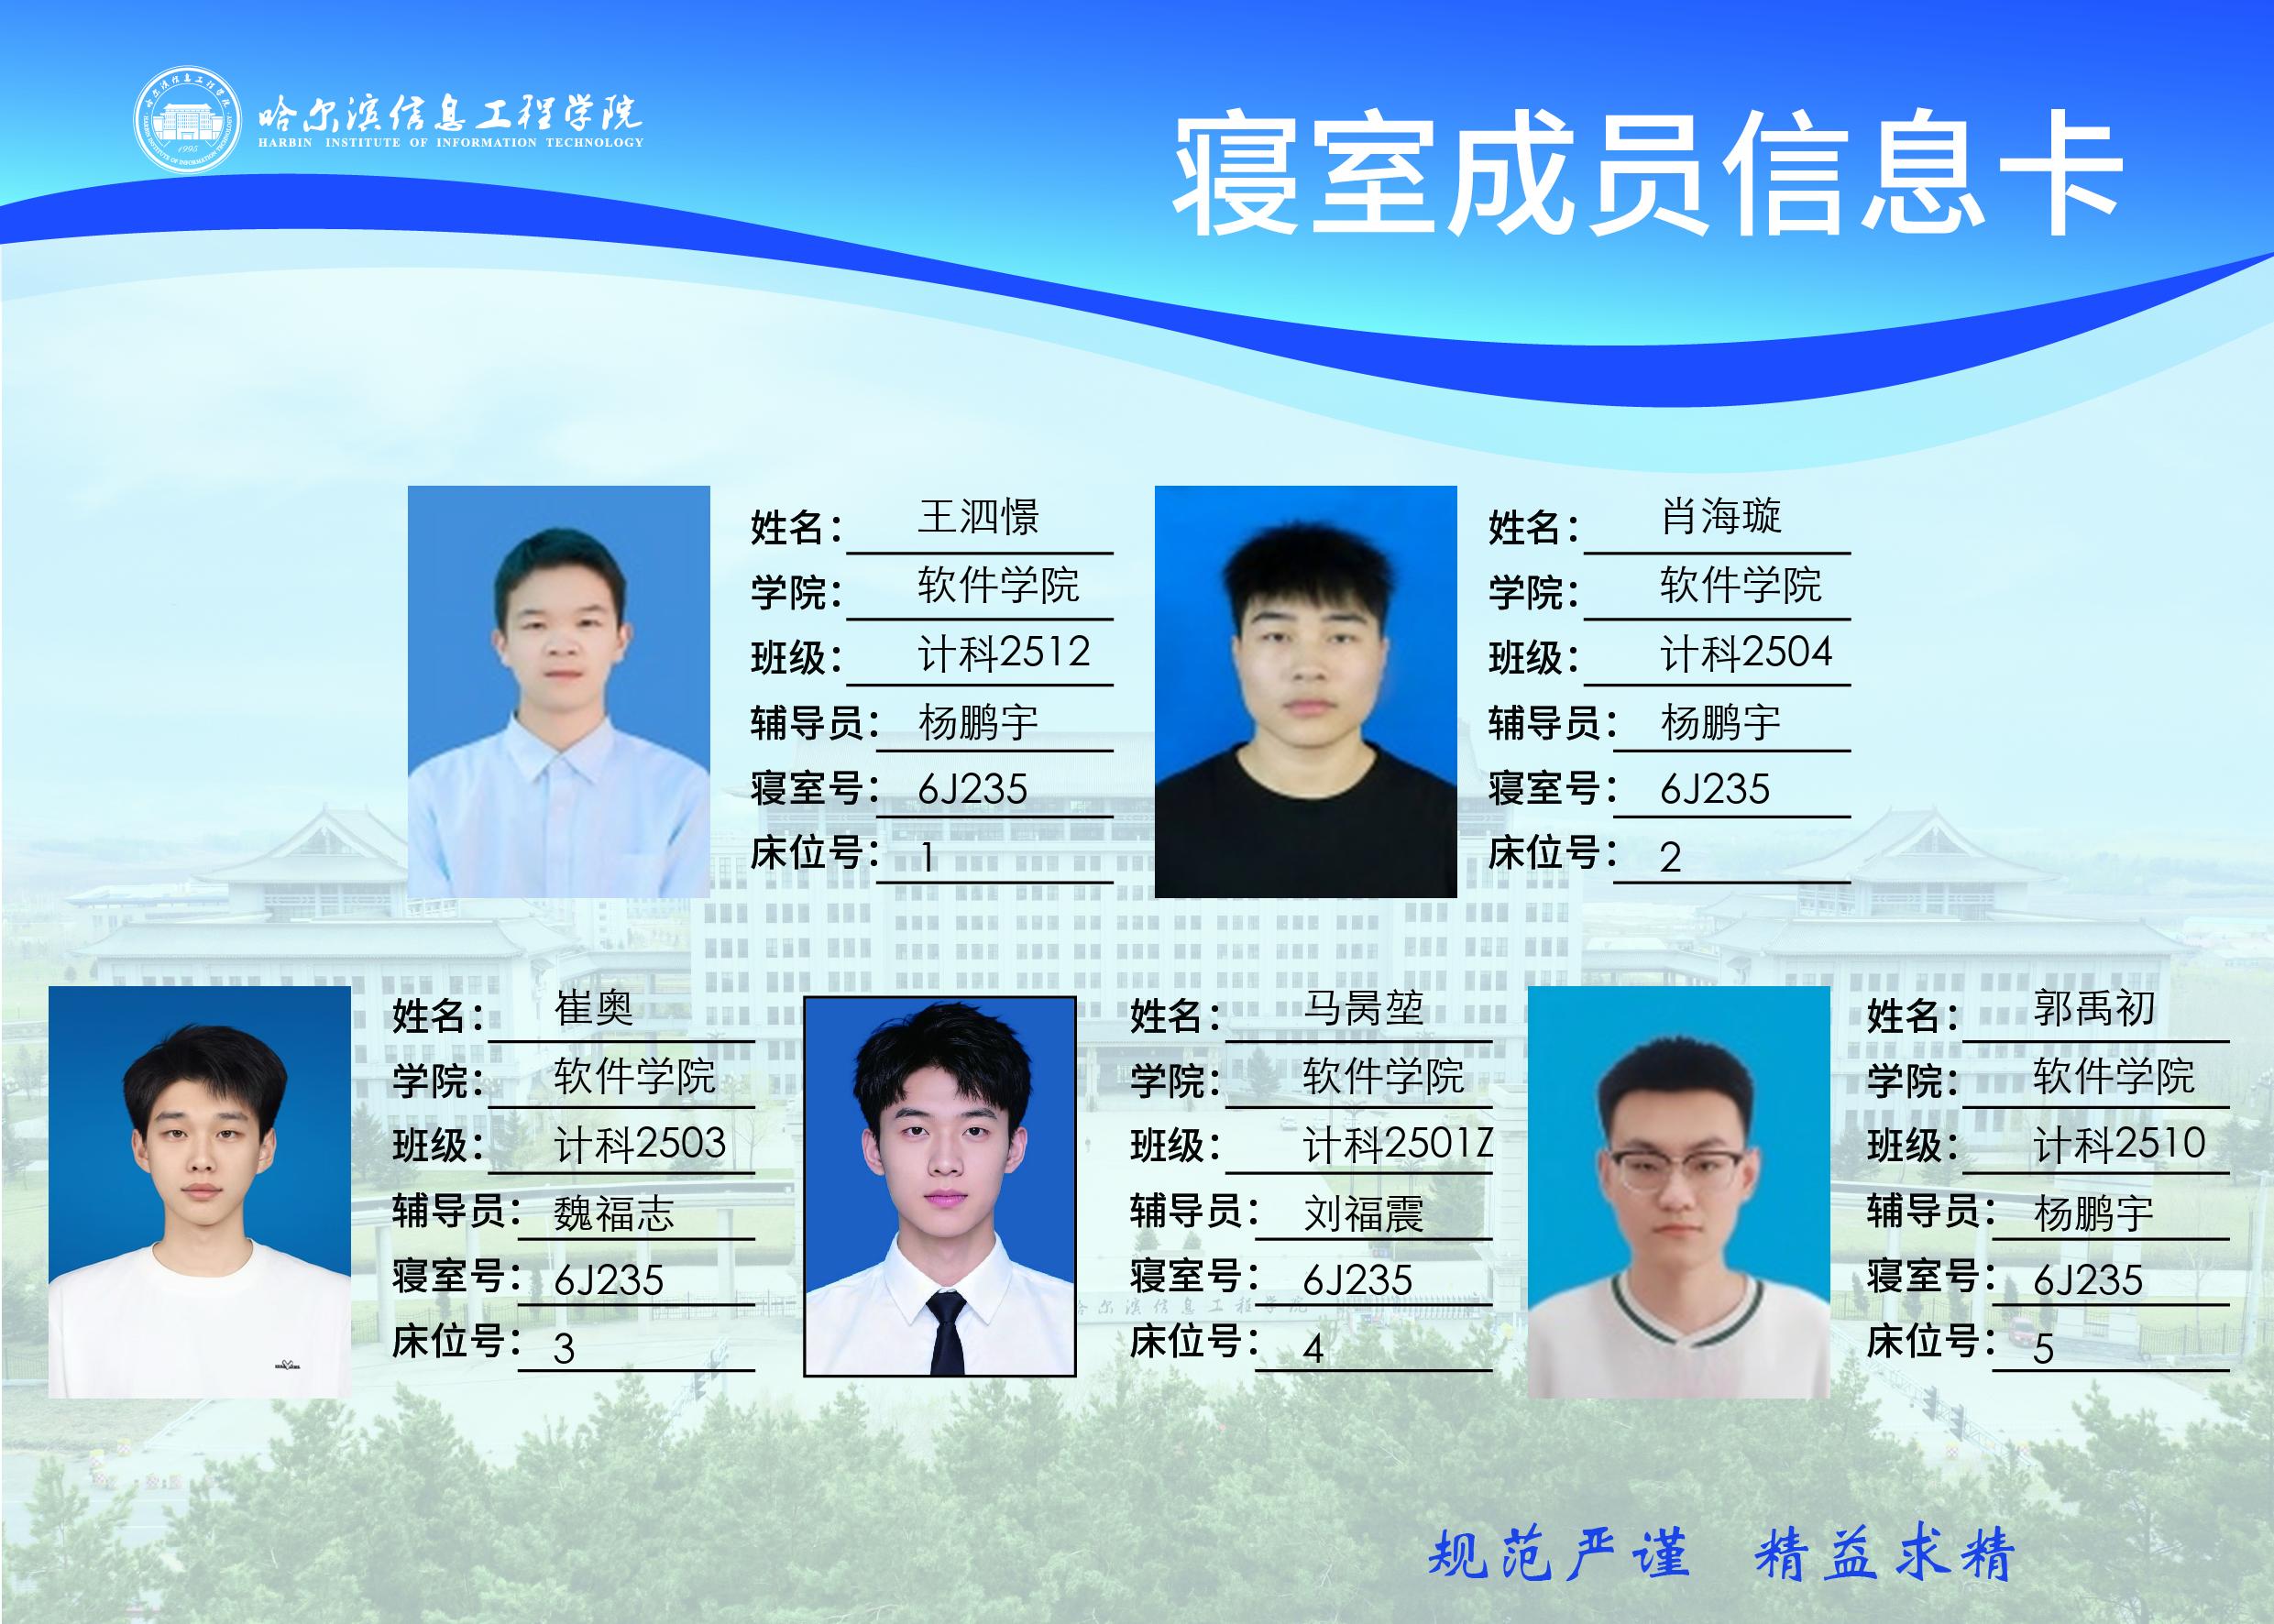 哈尔滨信息工程学院
HARBIN INSTITUTE OF INFORMATION TECHNOLOGY
1995
寝室成员信息卡
姓名： 王泗憬
学院： 软件学院
班级： 计科2512
辅导员： 杨鹏宇
寝室号： 6J235
床位号： 1
姓名： 肖海璇
学院： 软件学院
班级： 计科2504
辅导员： 杨鹏宇
寝室号： 6J235
床位号： 2
姓名： 崔奥
学院： 软件学院
班级： 计科2503
辅导员： 魏福志
寝室号： 6J235
床位号： 3
姓名： 马昺堃
学院： 软件学院
班级： 计科2501Z
辅导员： 刘福震
寝室号： 6J235
床位号： 4
姓名： 郭禹初
学院： 软件学院
班级： 计科2510
辅导员： 杨鹏宇
寝室号： 6J235
床位号： 5
哈尔滨信息工程学院
规范严谨 精益求精